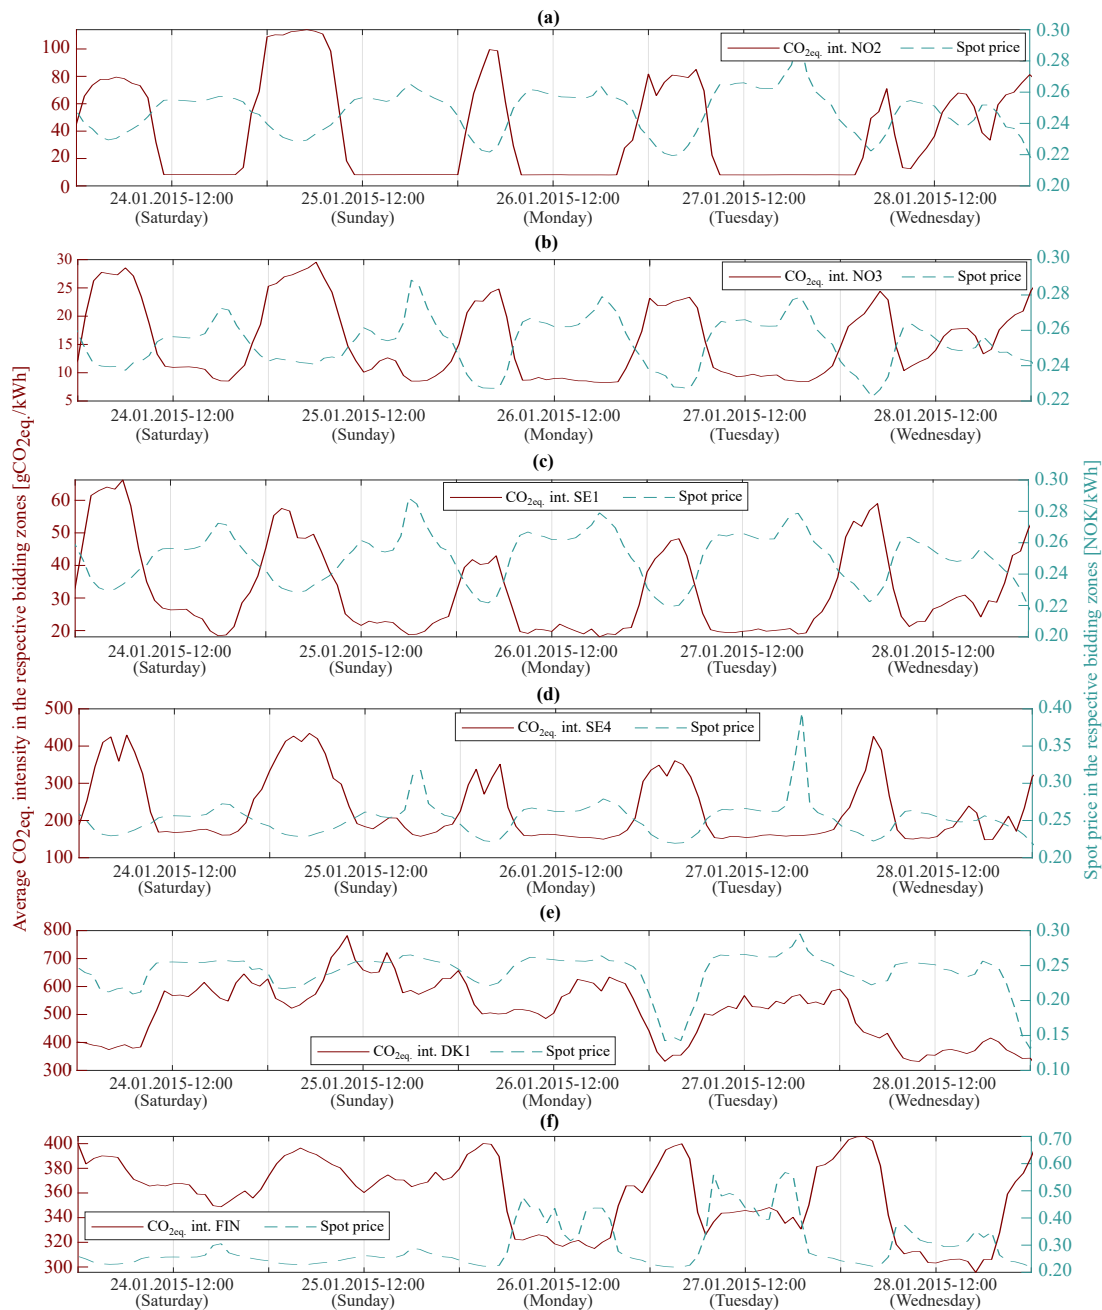 (a)
CO2eq. int. NO2
Spot price
100
80
60
40
20
0
0.30
0.28
0.26
0.24
0.22
0.20
24.01.2015-12:00
(Saturday)
25.01.2015-12:00
(Sunday)
26.01.2015-12:00
(Monday)
27.01.2015-12:00
(Tuesday)
28.01.2015-12:00
(Wednesday)
(b)
CO2eq. int. NO3
Spot price
30
25
20
15
10
5
0.30
0.28
0.26
0.24
0.22
24.01.2015-12:00
(Saturday)
25.01.2015-12:00
(Sunday)
26.01.2015-12:00
(Monday)
27.01.2015-12:00
(Tuesday)
28.01.2015-12:00
(Wednesday)
Average CO2eq. intensity in the respective bidding zones [gCO2eq./kWh]
Spot price in the respective bidding zones [NOK/kWh]
(c)
CO2eq. int. SE1
Spot price
60
50
40
30
20
0.30
0.28
0.26
0.24
0.22
0.20
24.01.2015-12:00
(Saturday)
25.01.2015-12:00
(Sunday)
26.01.2015-12:00
(Monday)
27.01.2015-12:00
(Tuesday)
28.01.2015-12:00
(Wednesday)
(d)
CO2eq. int. SE4
Spot price
500
400
300
200
100
0.40
0.35
0.30
0.25
0.20
24.01.2015-12:00
(Saturday)
25.01.2015-12:00
(Sunday)
26.01.2015-12:00
(Monday)
27.01.2015-12:00
(Tuesday)
28.01.2015-12:00
(Wednesday)
(e)
CO2eq. int. DK1
Spot price
800
700
600
500
400
300
0.30
0.25
0.20
0.15
0.10
24.01.2015-12:00
(Saturday)
25.01.2015-12:00
(Sunday)
26.01.2015-12:00
(Monday)
27.01.2015-12:00
(Tuesday)
28.01.2015-12:00
(Wednesday)
(f)
CO2eq. int. FIN
Spot price
400
380
360
340
320
300
0.70
0.60
0.50
0.40
0.30
0.20
24.01.2015-12:00
(Saturday)
25.01.2015-12:00
(Sunday)
26.01.2015-12:00
(Monday)
27.01.2015-12:00
(Tuesday)
28.01.2015-12:00
(Wednesday)